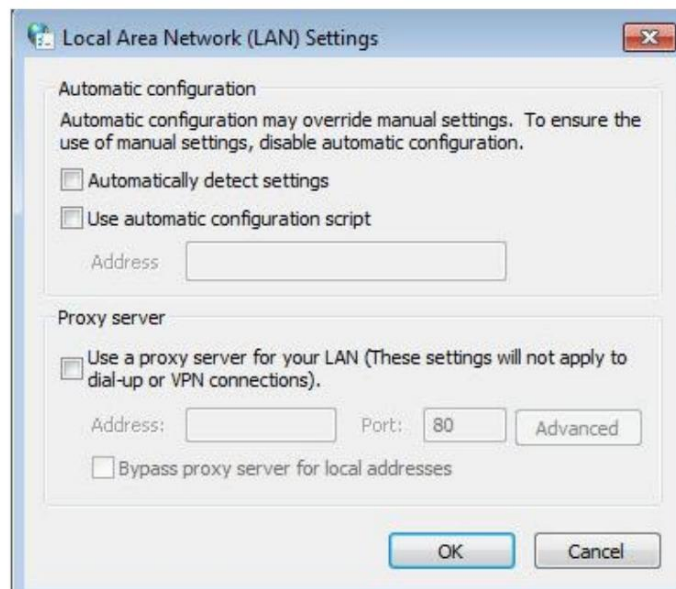 Local Area Network (LAN) Settings
Automatic configuration
Automatic configuration may override manual settings. To ensure the
use of manual settings, disable automatic configuration.
Automatically detect settings
Use automatic configuration script
Address
Proxy server
Use a proxy server for your LAN (These settings will not apply to
dial-up or VPN connections).
Address: Port: 80 Advanced
Bypass proxy server for local addresses
OK Cancel